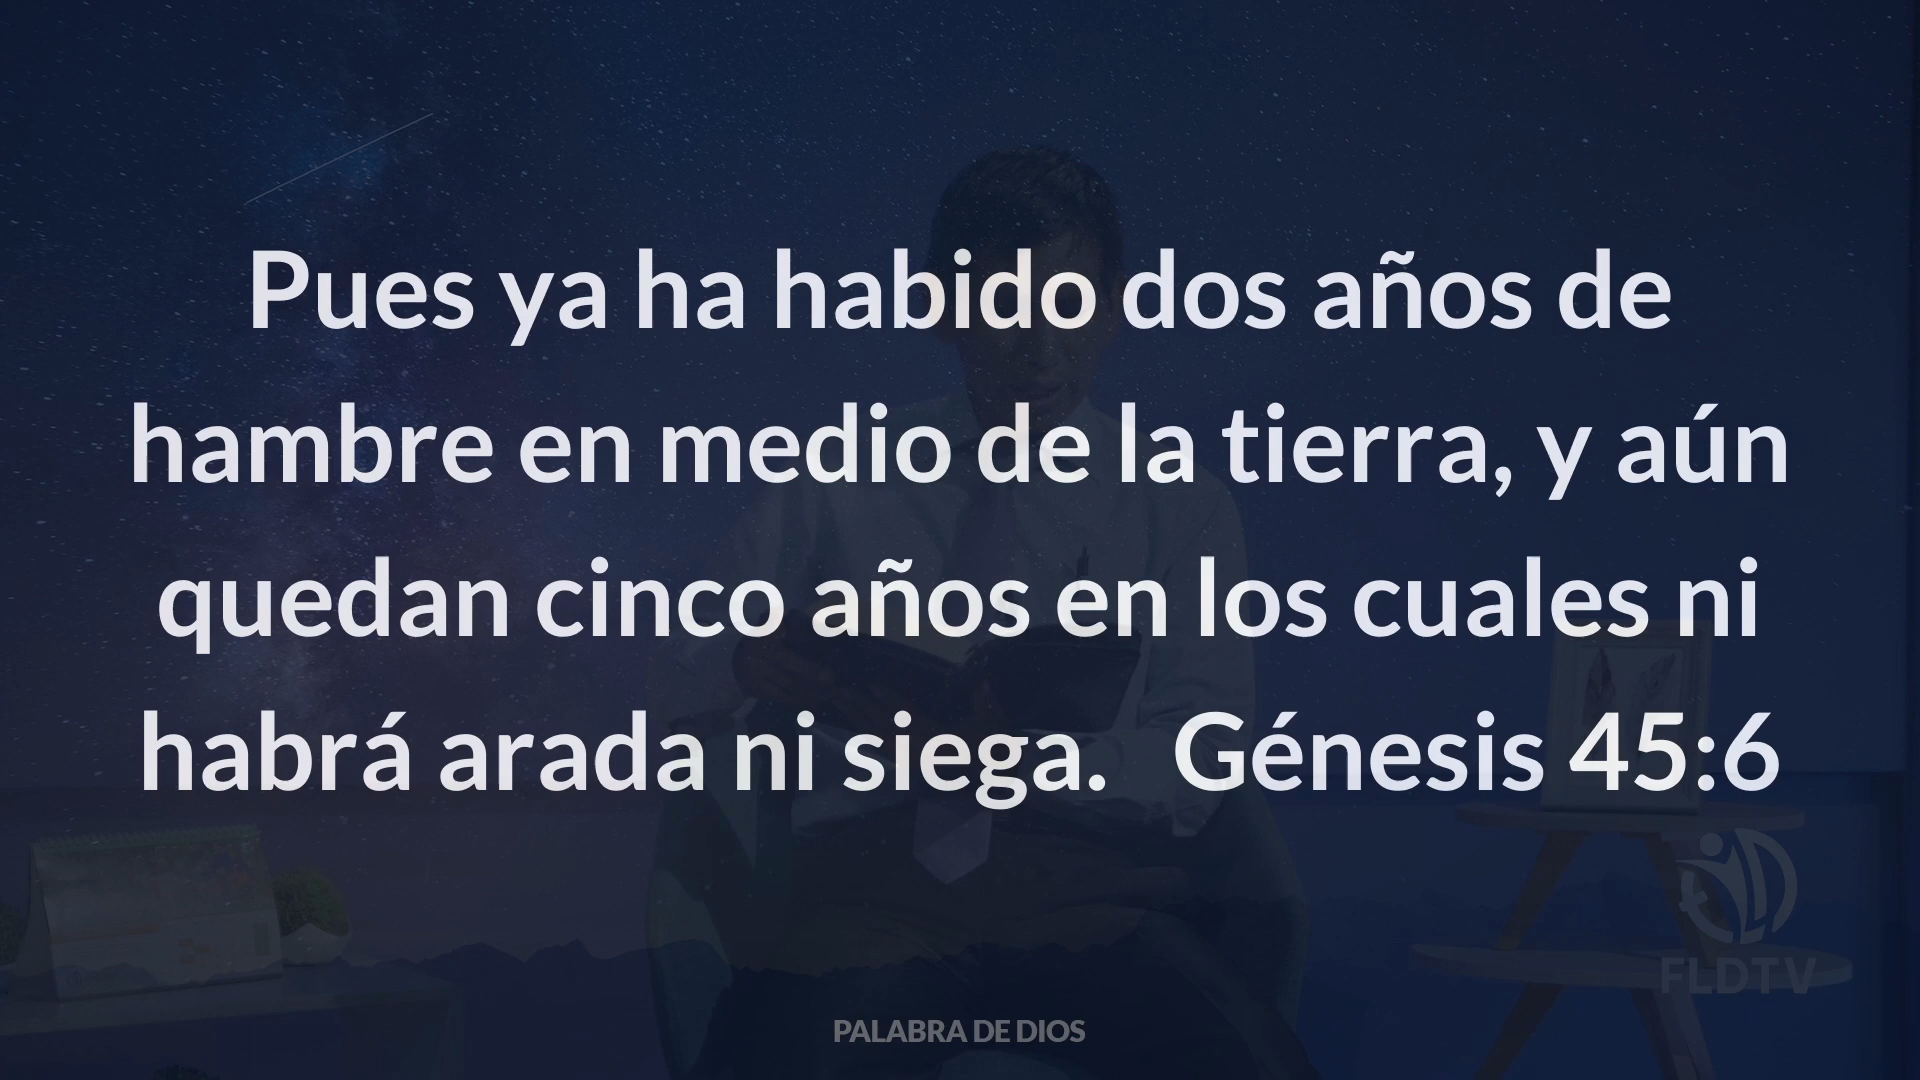 Pues ya ha habido dos años de
hambre en medio de la tierra, y aún
quedan cinco años en los cuales ni
habrá arada ni siega.   Génesis 45:6
FLDTV
PALABRA DE DIOS